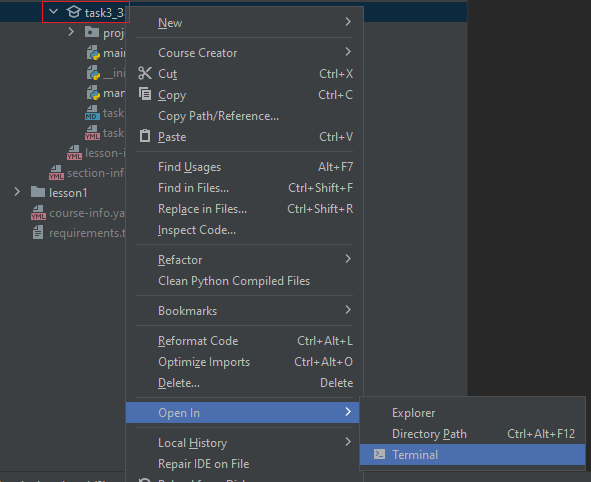 task3_3
proj
main
__ini
man
task
task
lesson-i
section-inf
lesson1
course-info.ya
requirements.t
New
Course Creator
Cut Ctrl+X
Copy Ctrl+C
Copy Path/Reference...
Paste Ctrl+V
Find Usages Alt+F7
Find in Files... Ctrl+Shift+F
Replace in Files... Ctrl+Shift+R
Inspect Code...
Refactor
Clean Python Compiled Files
Bookmarks
Reformat Code Ctrl+Alt+L
Optimize Imports Ctrl+Alt+O
Delete... Delete
Open In
Local History
Repair IDE on File
Explorer
Directory Path Ctrl+Alt+F12
Terminal